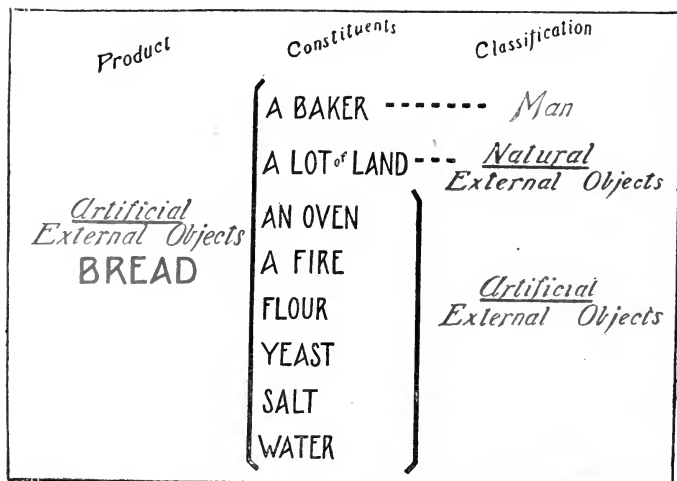 Product
Constituents
Classification
A BAKER
Man
A LOT of LAND
Natural
External Objects
Artificial
External Objects
BREAD
AN OVEN
A FIRE
FLOUR
YEAST
SALT
WATER
Artificial
External Objects